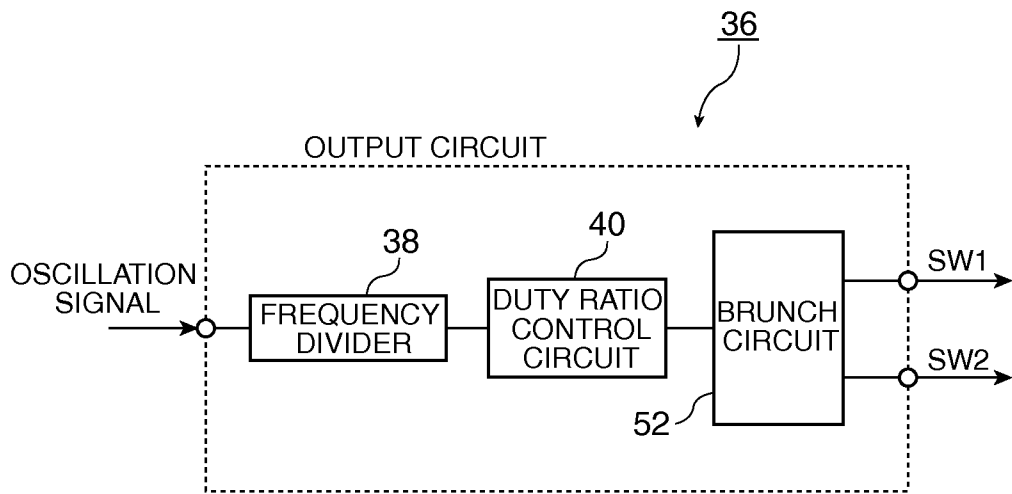 36
OUTPUT CIRCUIT
OSCILLATION
SIGNAL
38
FREQUENCY
DIVIDER
40
DUTY RATIO
CONTROL
CIRCUIT
BRUNCH
CIRCUIT
52
SW1
SW2